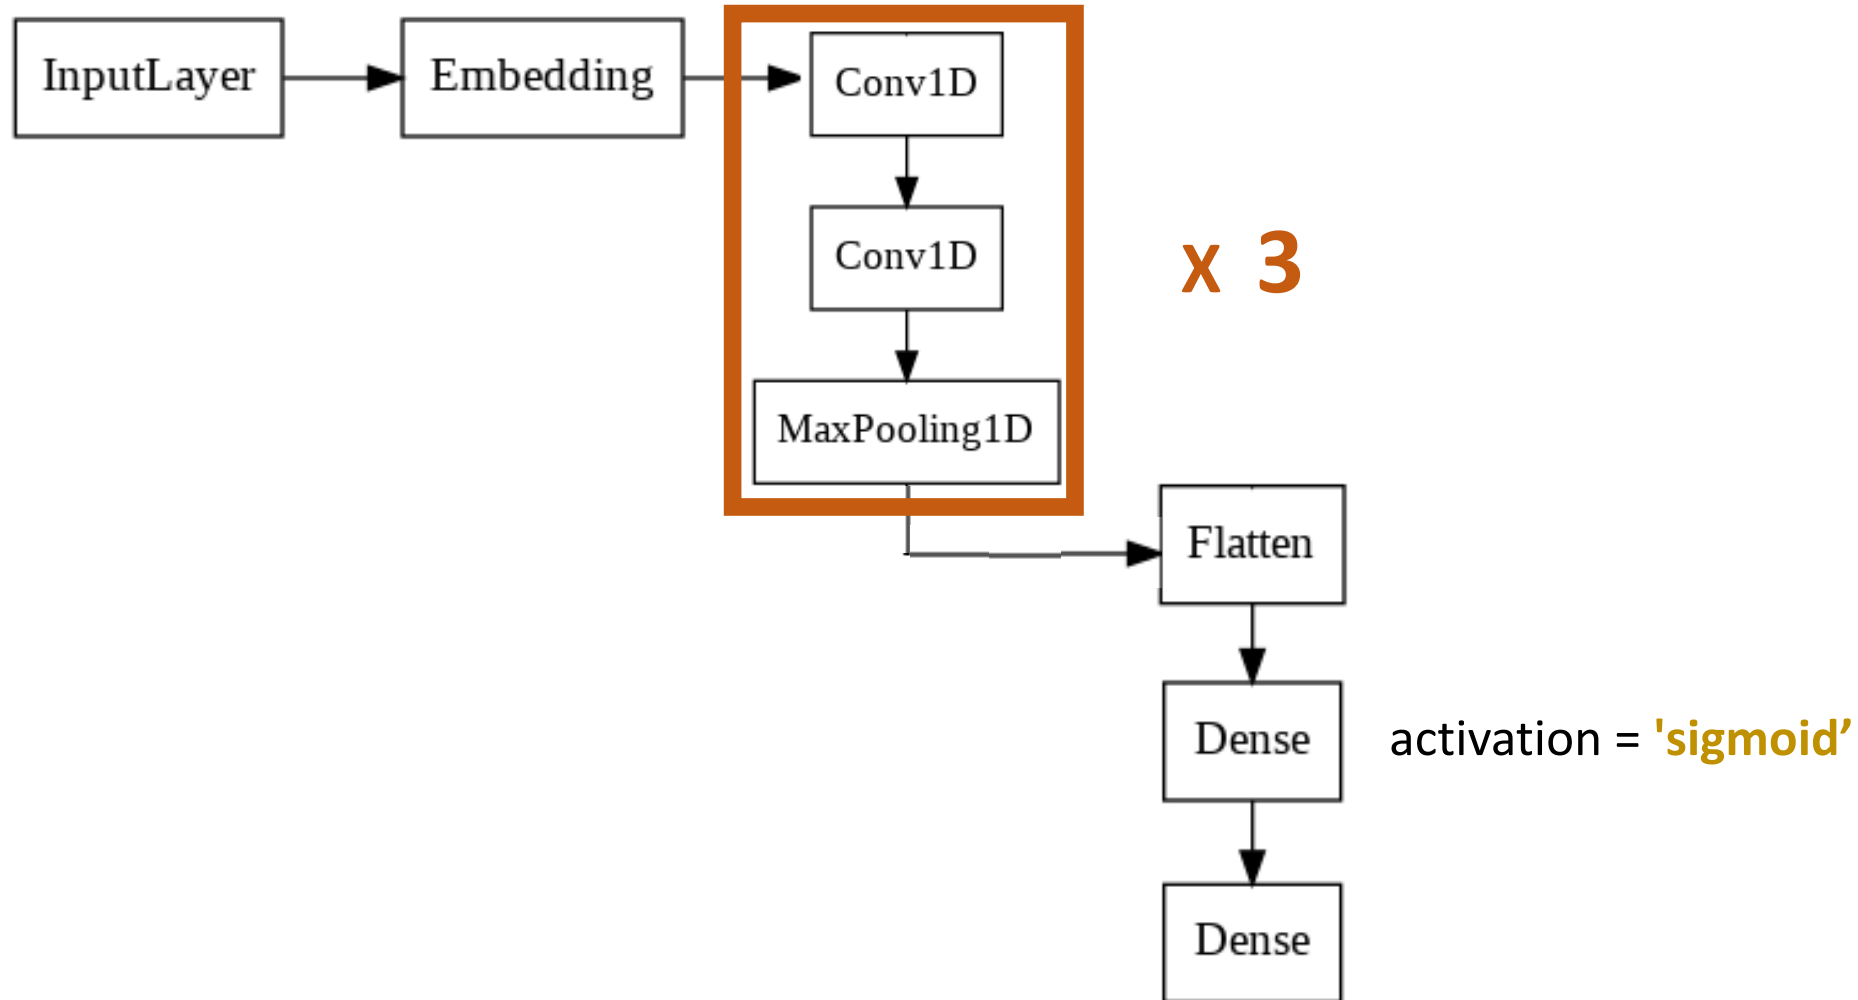 InputLayer
Embedding
Conv1D
Conv1D
MaxPooling1D
x 3
Flatten
Dense
activation = 'sigmoid’
Dense